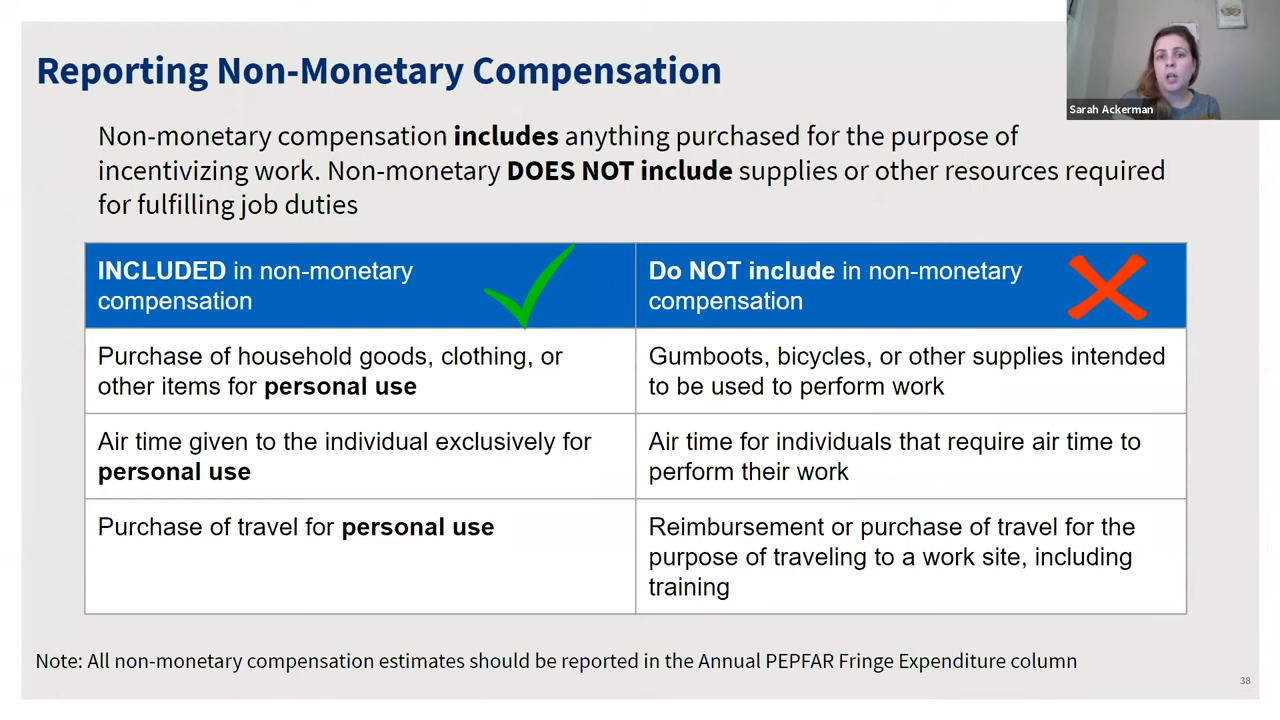 Reporting Non-Monetary Compensation
Sarah Ackerman
Non-monetary compensation includes anything purchased for the purpose of
incentivizing work. Non-monetary DOES NOT include supplies or other resources required
for fulfilling job duties
INCLUDED in non-monetary
compensation
Do NOT include in non-monetary
compensation
Purchase of household goods, clothing, or
other items for personal use
Gumboots, bicycles, or other supplies intended
to be used to perform work
Air time given to the individual exclusively for
personal use
Air time for individuals that require air time to
perform their work
Purchase of travel for personal use
Reimbursement or purchase of travel for the
purpose of traveling to a work site, including
training
Note: All non-monetary compensation estimates should be reported in the Annual PEPFAR Fringe Expenditure column
38